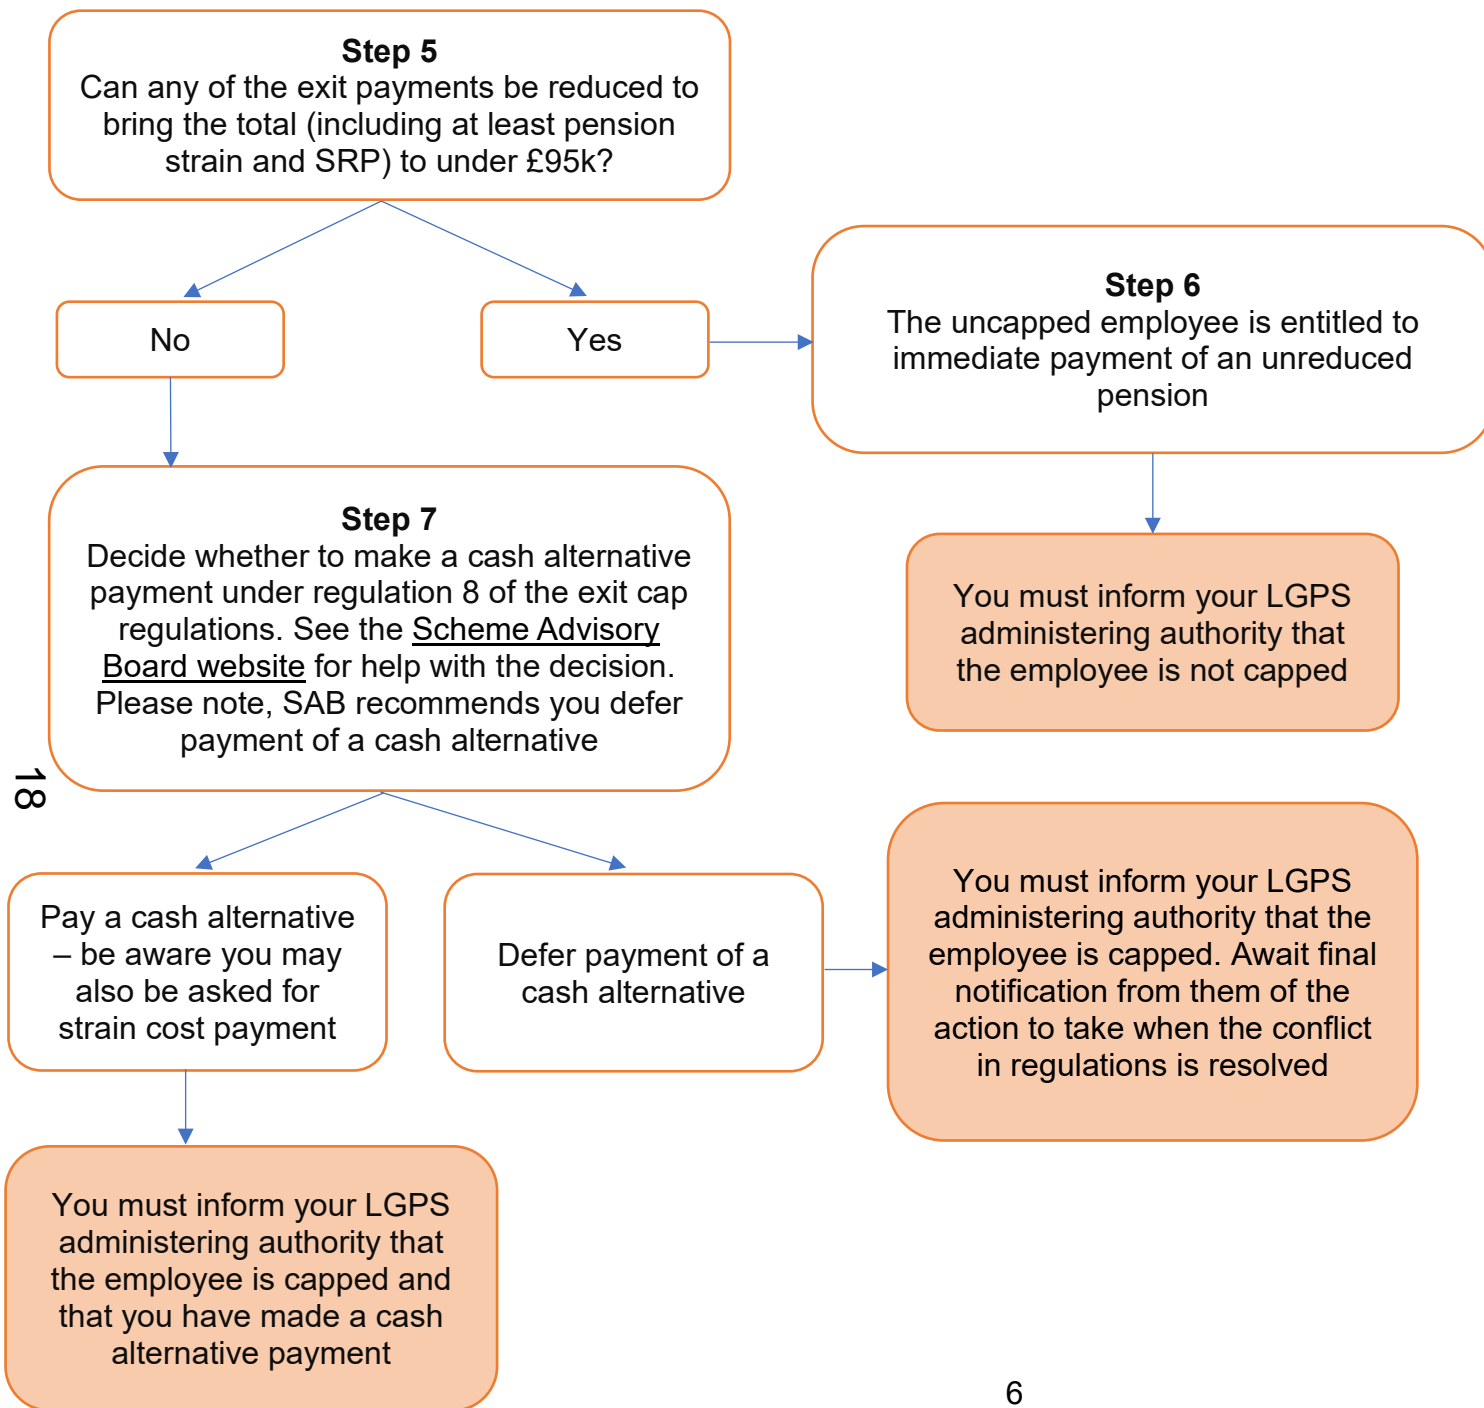 Step 5
Can any of the exit payments be reduced to
bring the total (including at least pension
strain and SRP) to under £95k?
No
Yes
Step 6
The uncapped employee is entitled to
immediate payment of an unreduced
pension
Step 7
Decide whether to make a cash alternative
payment under regulation 8 of the exit cap
regulations. See the Scheme Advisory
Board website for help with the decision.
Please note, SAB recommends you defer
payment of a cash alternative
You must inform your LGPS
administering authority that
the employee is not capped
18
Pay a cash alternative
– be aware you may
also be asked for
strain cost payment
Defer payment of a
cash alternative
You must inform your LGPS
administering authority that the
employee is capped. Await final
notification from them of the
action to take when the conflict
in regulations is resolved
You must inform your LGPS
administering authority that
the employee is capped and
that you have made a cash
alternative payment
6